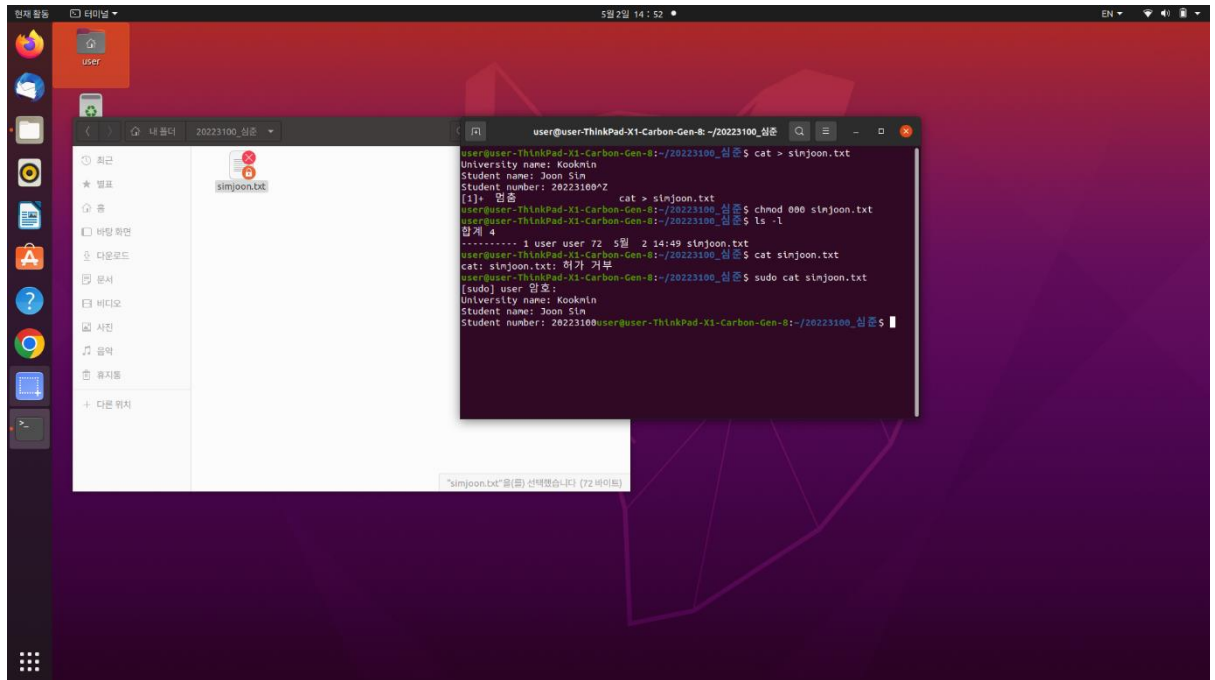 현재 활동
터미널
5월 2일 14 : 52
EN
user
내 폴더
20223100_심준
최근
별표
홈
바탕 화면
다운로드
문서
비디오
사진
음악
휴지통
+ 다른 위치
simjoon.txt
"simjoon.txt"을(를) 선택했습니다 (72 바이트)
user@user-ThinkPad-X1-Carbon-Gen-8: ~/20223100_심준
user@user-ThinkPad-X1-Carbon-Gen-8:~/20223100_심준$ cat > simjoon.txt
University name: Kookmin
Student name: Joon Sim
Student number: 20223100^Z
[1]+ 멈춤 cat > simjoon.txt
user@user-ThinkPad-X1-Carbon-Gen-8:~/20223100_심준$ chmod 000 simjoon.txt
user@user-ThinkPad-X1-Carbon-Gen-8:~/20223100_심준$ ls -l
합계 4
---------- 1 user user 72 5월 2 14:49 simjoon.txt
user@user-ThinkPad-X1-Carbon-Gen-8:~/20223100_심준$ cat simjoon.txt
cat: simjoon.txt: 허가 거부
user@user-ThinkPad-X1-Carbon-Gen-8:~/20223100_심준$ sudo cat simjoon.txt
[sudo] user 암호:
University name: Kookmin
Student name: Joon Sim
Student number: 20223100user@user-ThinkPad-X1-Carbon-Gen-8:~/20223100_심준$